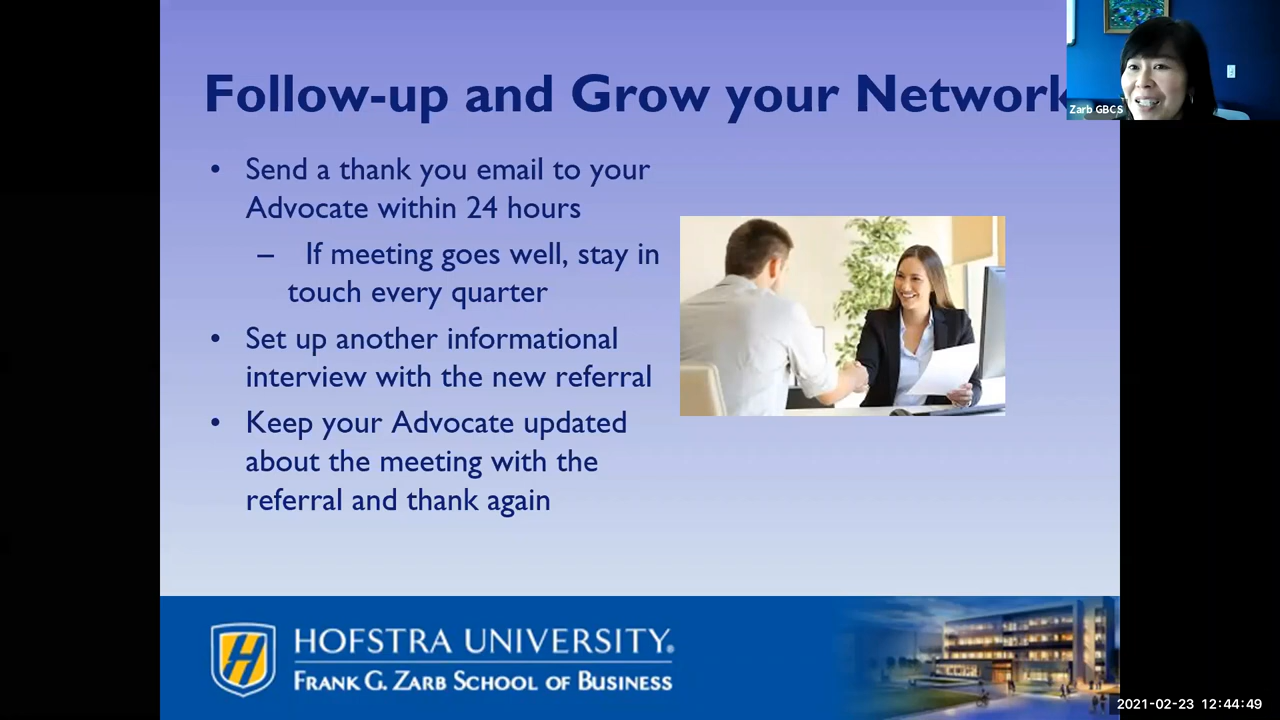 Follow-up and Grow your Network
Zarb GBCS
• Send a thank you email to your
Advocate within 24 hours
– If meeting goes well, stay in
touch every quarter
• Set up another informational
interview with the new referral
• Keep your Advocate updated
about the meeting with the
referral and thank again
H
HOFSTRA UNIVERSITY®
FRANK G. ZARB SCHOOL OF BUSINESS
2021-02-23 12:44:49